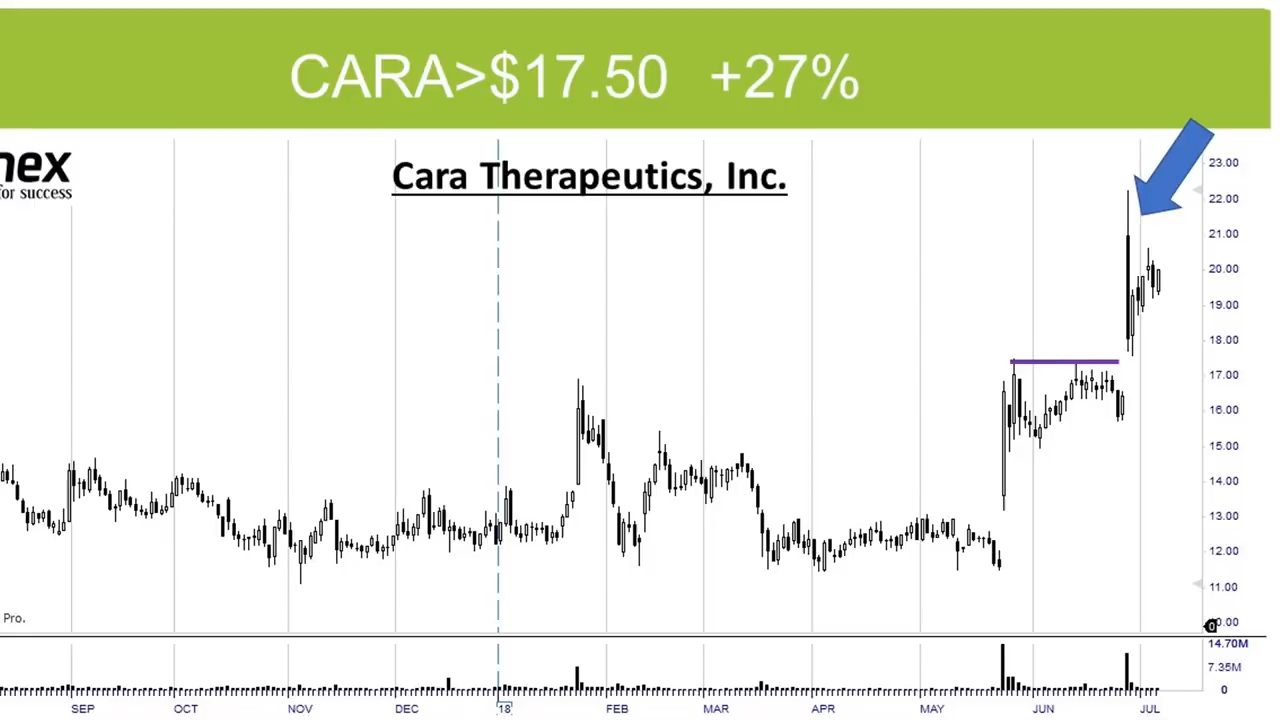 CARA>$17.50 +27%
nex
for success
Cara Therapeutics, Inc.
23.00
22.00
21.00
20.00
19.00
18.00
17.00
16.00
15.00
14.00
13.00
12.00
11.00
Pro.
0.00
14.70M
7.35M
0
SEP OCT NOV DEC 18 FEB MAR APR MAY JUN JUL